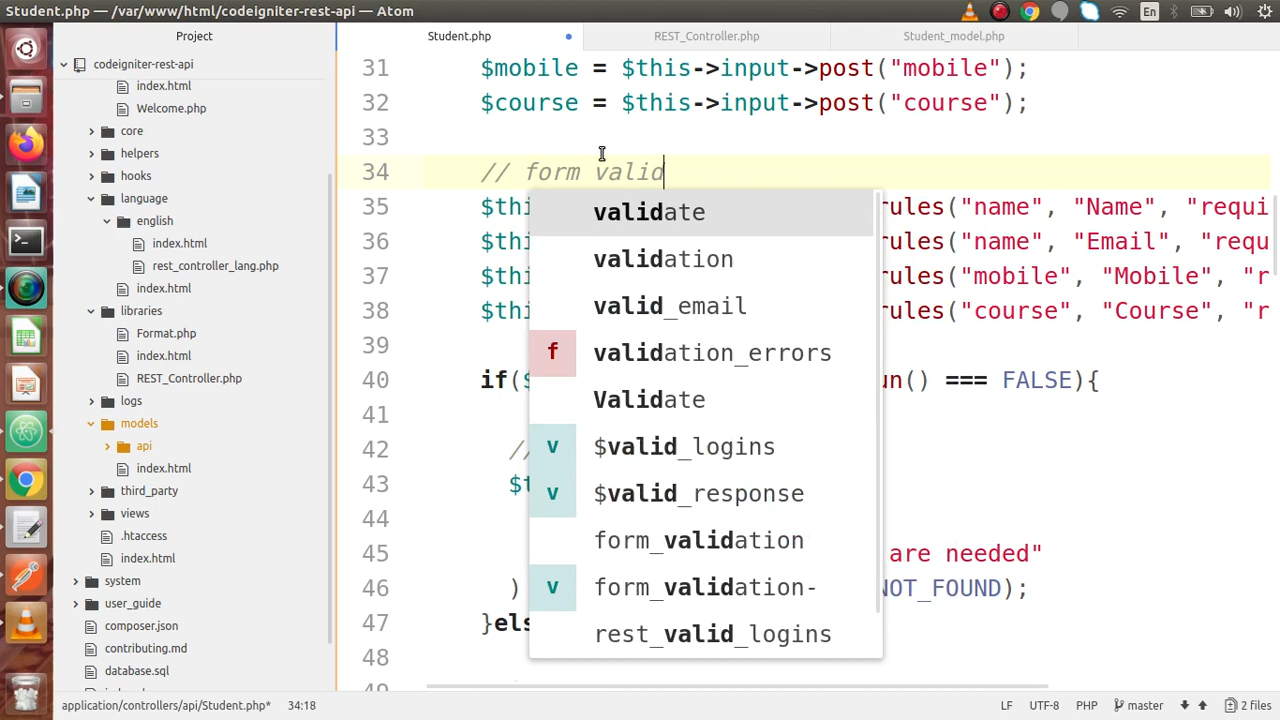 Student.php — /var/www/html/codeigniter-rest-api — Atom
En
Project
codeigniter-rest-api
index.html
Welcome.php
core
helpers
hooks
language
english
index.html
rest_controller_lang.php
index.html
libraries
Format.php
index.html
REST_Controller.php
logs
models
api
index.html
third_party
views
.htaccess
index.html
system
user_guide
composer.json
contributing.md
database.sql
Student.php
REST_Controller.php
Student_model.php
31 $mobile = $this->input->post("mobile");
32 $course = $this->input->post("course");
33
34 // form valid
35 $thi rules("name", "Name", "requi
36 $thi rules("name", "Email", "requ
37 $thi rules("mobile", "Mobile", "r
38 $thi rules("course", "Course", "r
39
40 if($ un() === FALSE){
41
42 //
43 $t
44
45 are needed"
46 ) NOT_FOUND);
47 }els
48
validate
validation
valid_email
f validation_errors
Validate
v $valid_logins
v $valid_response
form_validation
v form_validation-
rest_valid_logins
application/controllers/api/Student.php* 34:18
LF UTF-8 PHP master 2 files